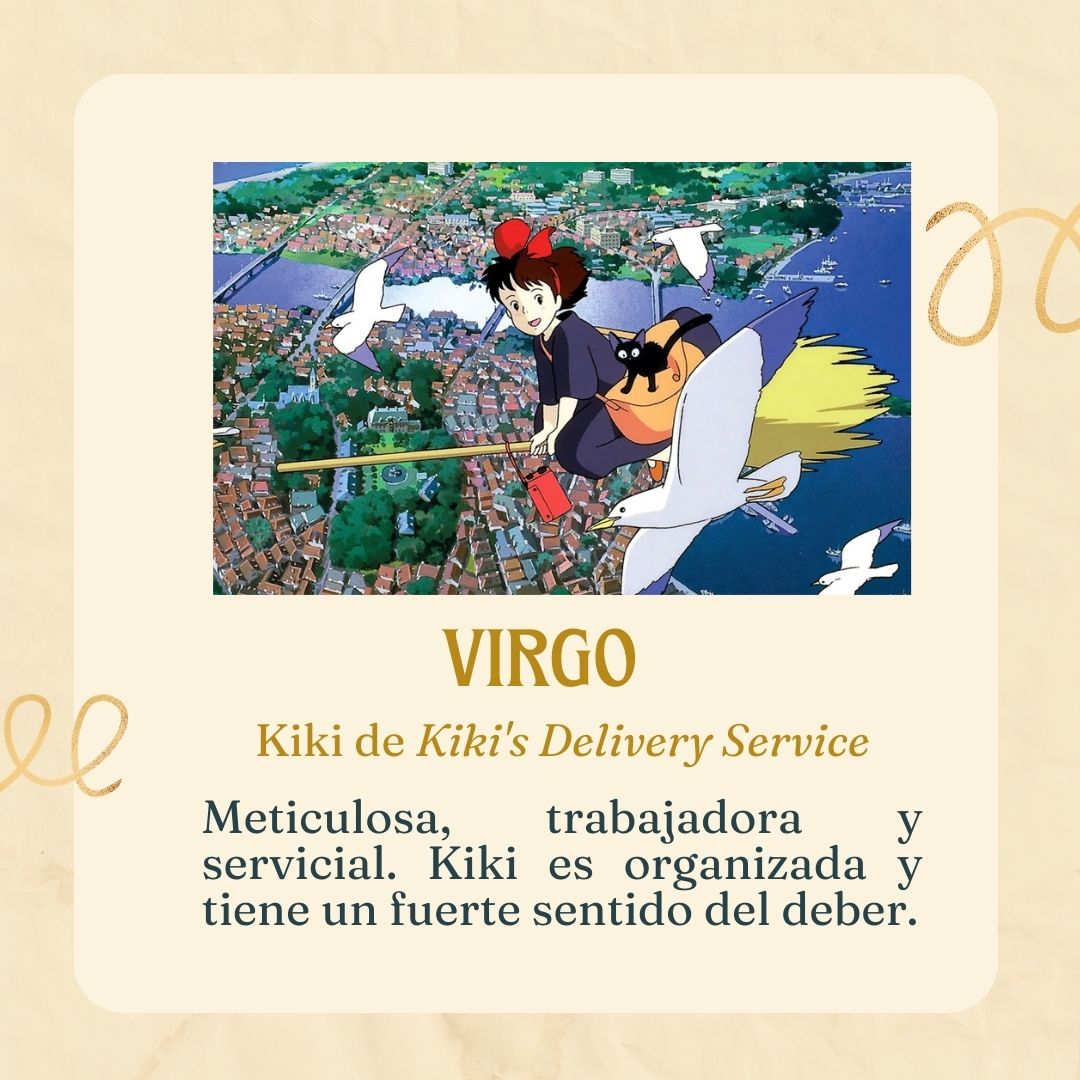 VIRGO
Kiki de Kiki's Delivery Service
Meticulosa, trabajadora y
servicial. Kiki es organizada y
tiene un fuerte sentido del deber.